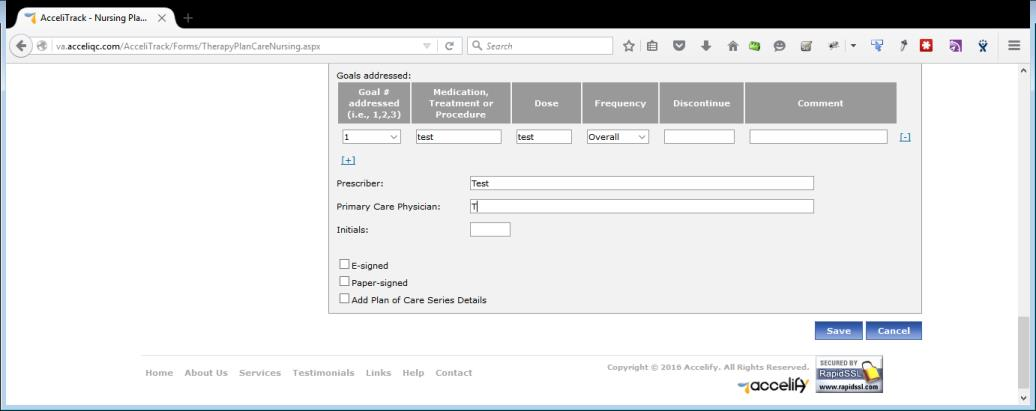 AcceliTrack - Nursing Pla...
va.acceliqc.com/AcceliTrack/Forms/TherapyPlanCareNursing.aspx
Search
Goals addressed:
Goal # addressed (i.e., 1,2,3)
Medication, Treatment or Procedure
Dose
Frequency
Discontinue
Comment
1 test test Overall [-]
[+]
Prescriber: Test
Primary Care Physician: T
Initials:
E-signed
Paper-signed
Add Plan of Care Series Details
Save Cancel
Home About Us Services Testimonials Links Help Contact
Copyright © 2016 Accelify. All Rights Reserved.
accelify
SECURED BY
RapidSSL
www.rapidssl.com